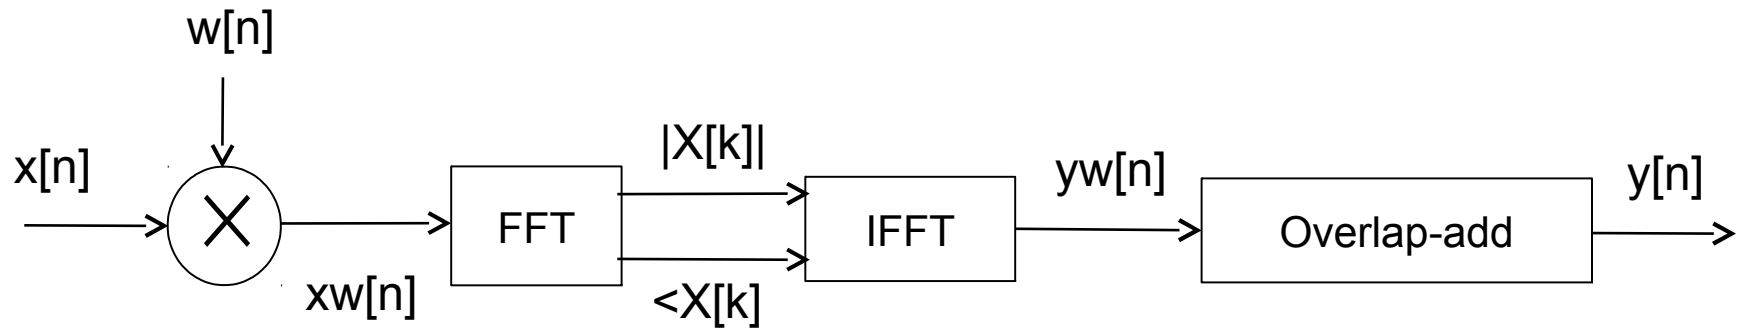 w[n]
x[n]
xw[n]
FFT
|X[k]|
<X[k]
IFFT
yw[n]
Overlap-add
y[n]